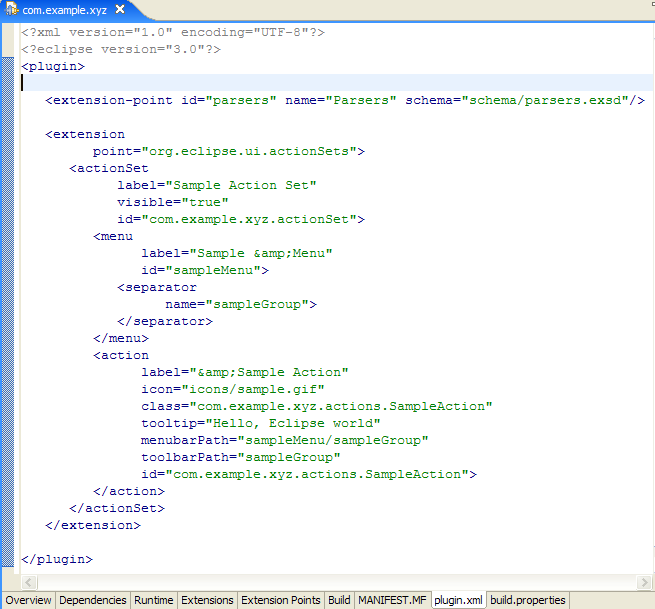 com.example.xyz
<?xml version="1.0" encoding="UTF-8"?>
<?eclipse version="3.0"?>
<plugin>
<extension-point id="parsers" name="Parsers" schema="schema/parsers.exsd"/>
<extension
point="org.eclipse.ui.actionSets">
<actionSet
label="Sample Action Set"
visible="true"
id="com.example.xyz.actionSet">
<menu
label="Sample &amp;Menu"
id="sampleMenu">
<separator
name="sampleGroup">
</separator>
</menu>
<action
label="&amp;Sample Action"
icon="icons/sample.gif"
class="com.example.xyz.actions.SampleAction"
tooltip="Hello, Eclipse world"
menubarPath="sampleMenu/sampleGroup"
toolbarPath="sampleGroup"
id="com.example.xyz.actions.SampleAction">
</action>
</actionSet>
</extension>
</plugin>
Overview Dependencies Runtime Extensions Extension Points Build MANIFEST.MF plugin.xml build.properties